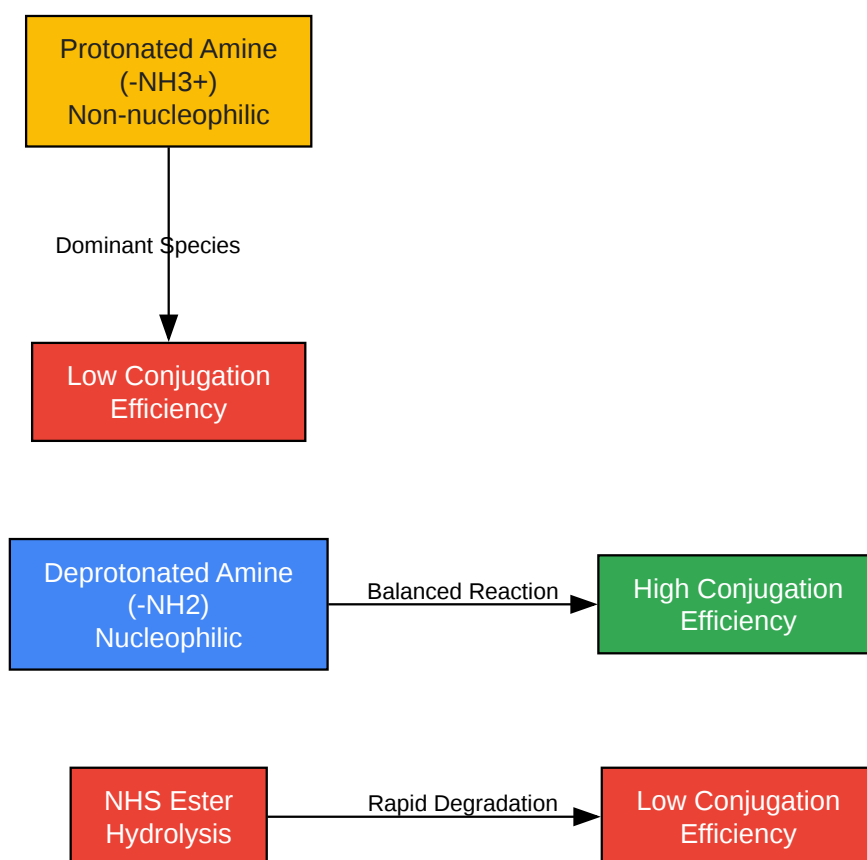 Protonated Amine
(-NH3+)
Non-nucleophilic
Dominant Species
Low Conjugation
Efficiency
Deprotonated Amine
(-NH2)
Nucleophilic
Balanced Reaction
High Conjugation
Efficiency
NHS Ester
Hydrolysis
Rapid Degradation
Low Conjugation
Efficiency